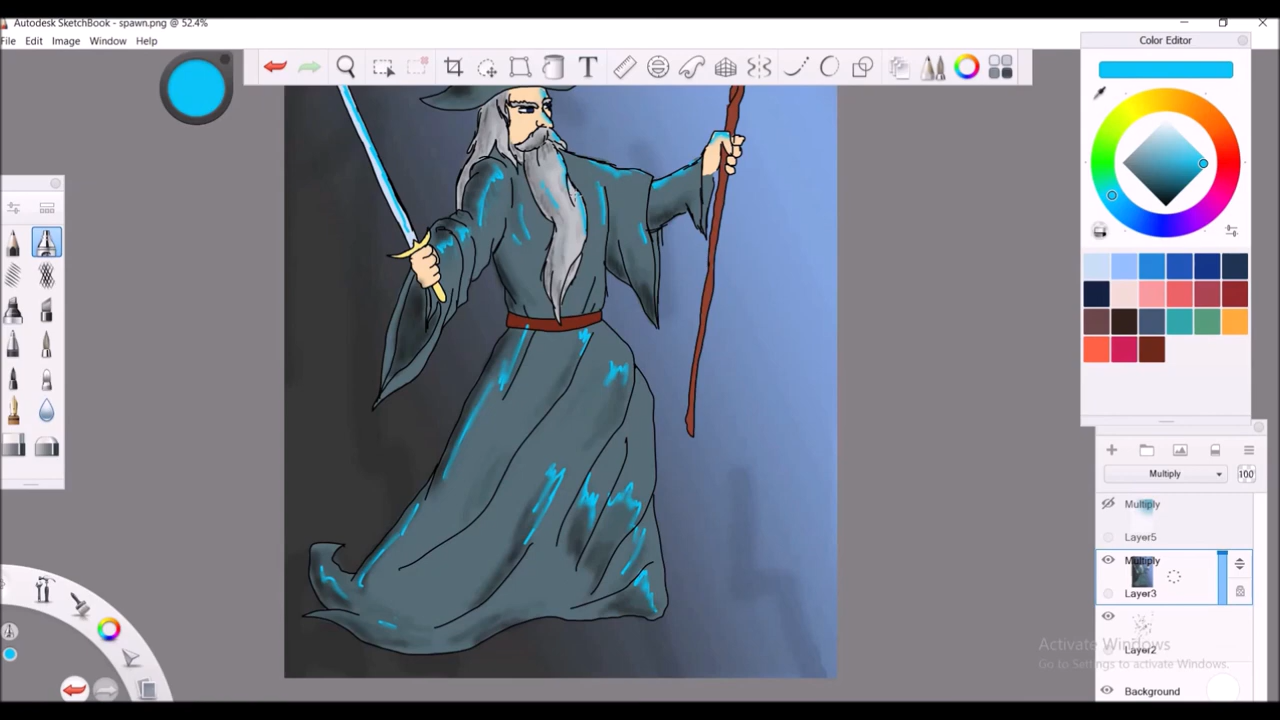 Autodesk SketchBook - spawn.png @ 52.4%
File Edit Image Window Help
T
Color Editor
Multiply 100
Multiply
Layer5
Multiply
Layer3
Layer2
Activate Windows
Go to Settings to activate Windows.
Background